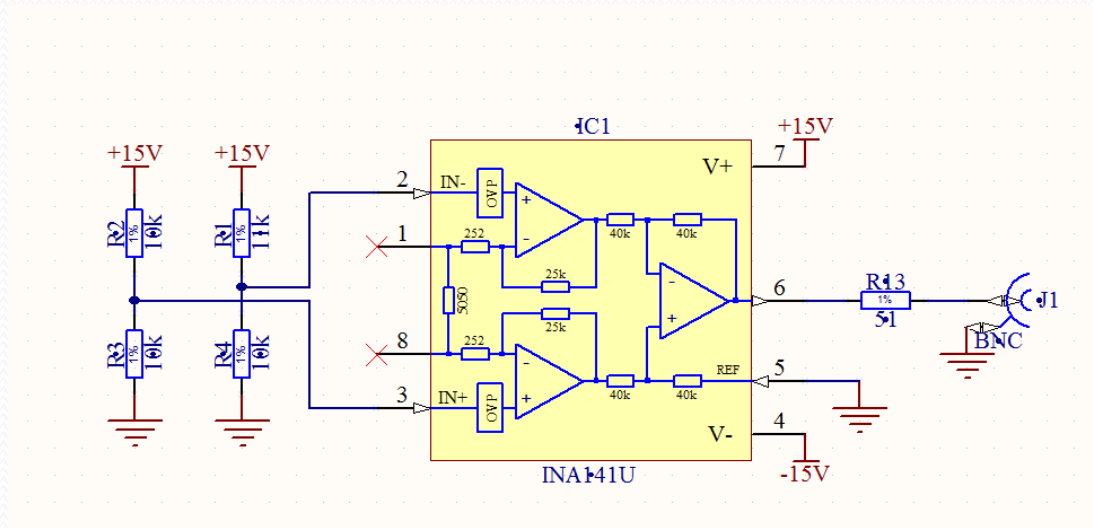 IC1
+15V
+15V
+15V
7
V+
2
IN-
OVP
+
-
R2
1%
10k
R1
1%
11k
1
252
40k
40k
25k
5050
-
+
6
R13
1%
51
J1
BNC
25k
8
252
-
+
R3
1%
10k
R4
1%
10k
3
IN+
OVP
40k
40k
REF
5
V-
4
-15V
INA141U